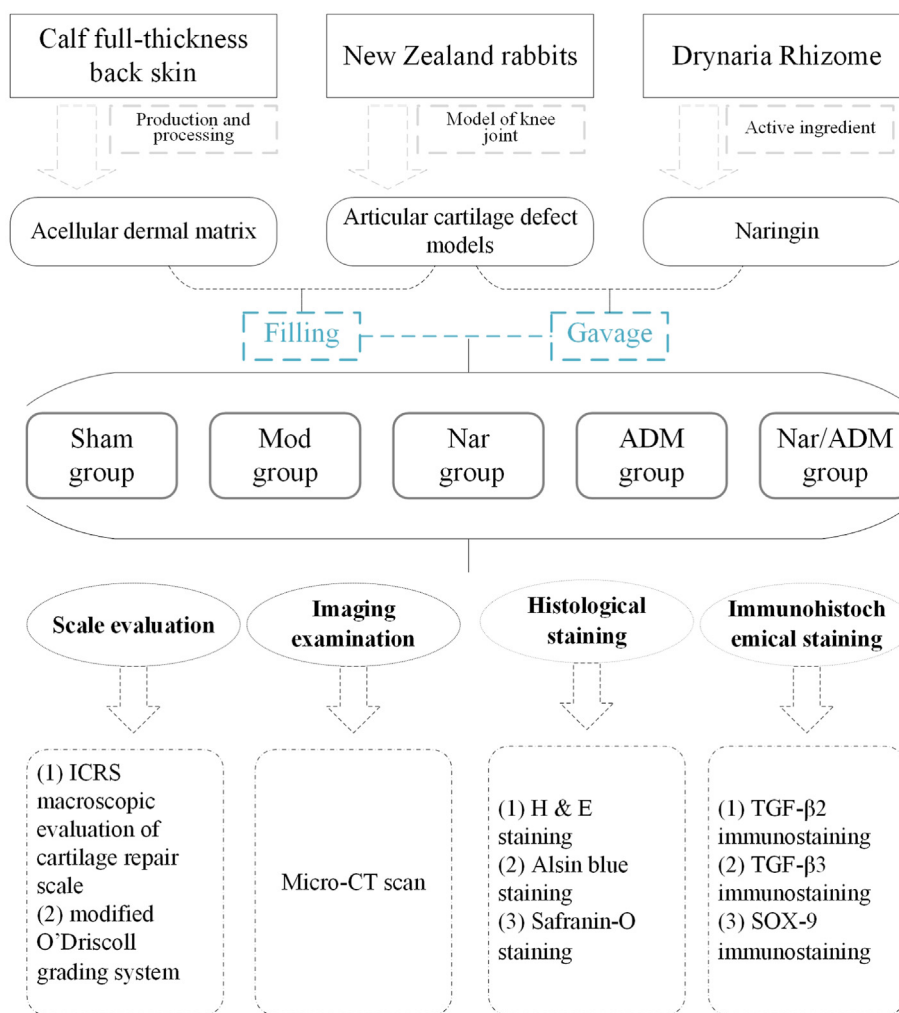 Calf full-thickness
back skin
New Zealand rabbits
Drynaria Rhizome
Production and
processing
Model of knee
joint
Active ingredient
Acellular dermal matrix
Articular cartilage defect
models
Naringin
Filling
Gavage
Sham
group
Mod
group
Nar
group
ADM
group
Nar/ADM
group
Scale evaluation
Imaging
examination
Histological
staining
Immunohistoch
emical staining
(1) ICRS
macroscopic
evaluation of
cartilage repair
scale
(2) modified
O’Driscoll
grading system
Micro-CT scan
(1) H & E
staining
(2) Alsin blue
staining
(3) Safranin-O
staining
(1) TGF-β2
immunostaining
(2) TGF-β3
immunostaining
(3) SOX-9
immunostaining